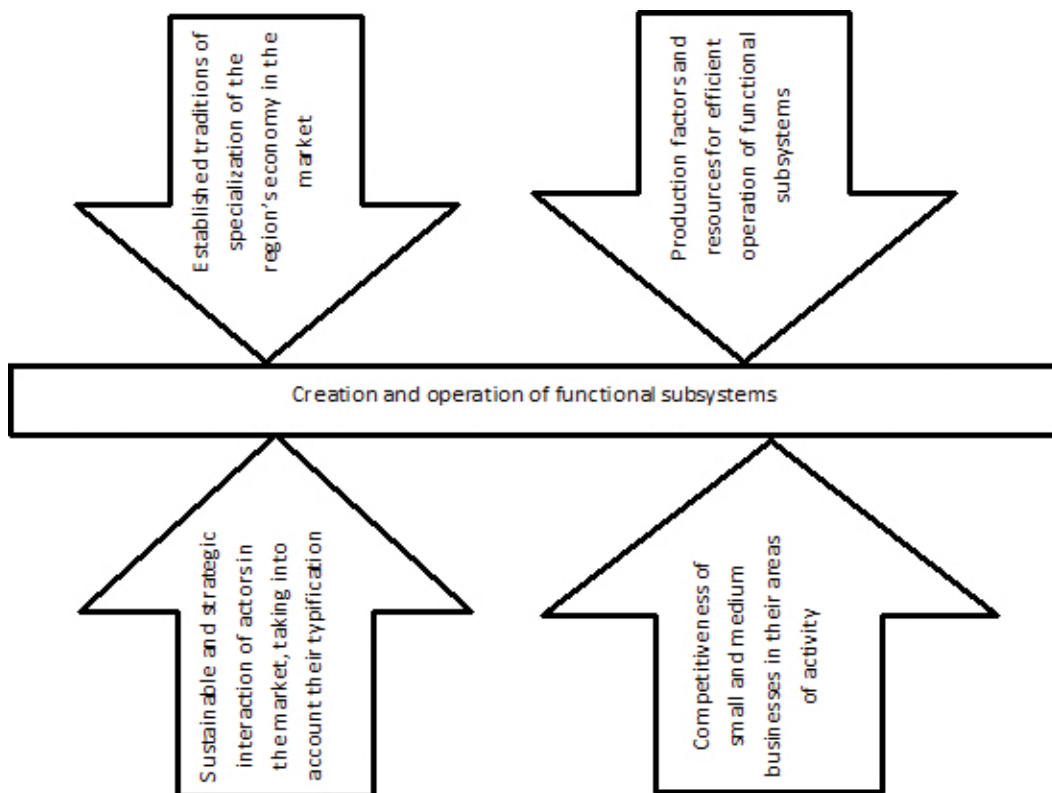 Established traditions of
specialization of the
region's economy in the
market
Production factors and
resources for efficient
operation of functional
subsystems
Creation and operation of functional subsystems
Sustainable and strategic
interaction of actors in
the market, taking into
account their typification
Competitiveness of
small and medium
businesses in their areas
of activity